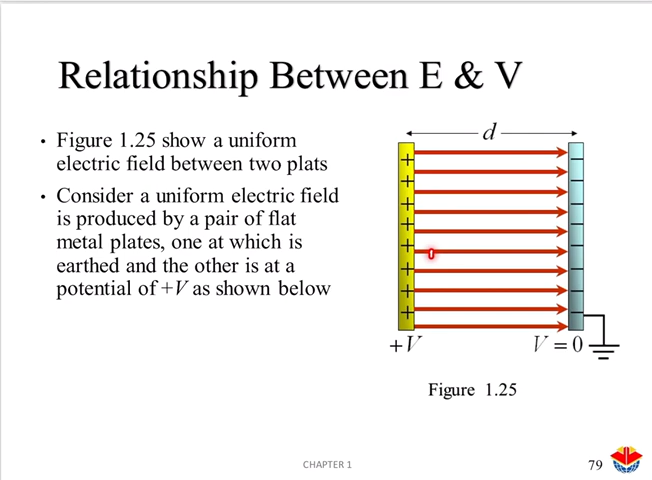 Relationship Between E & V
• Figure 1.25 show a uniform
electric field between two plats
• Consider a uniform electric field
is produced by a pair of flat
metal plates, one at which is
earthed and the other is at a
potential of +V as shown below
d
+V
V = 0
Figure 1.25
CHAPTER 1
79